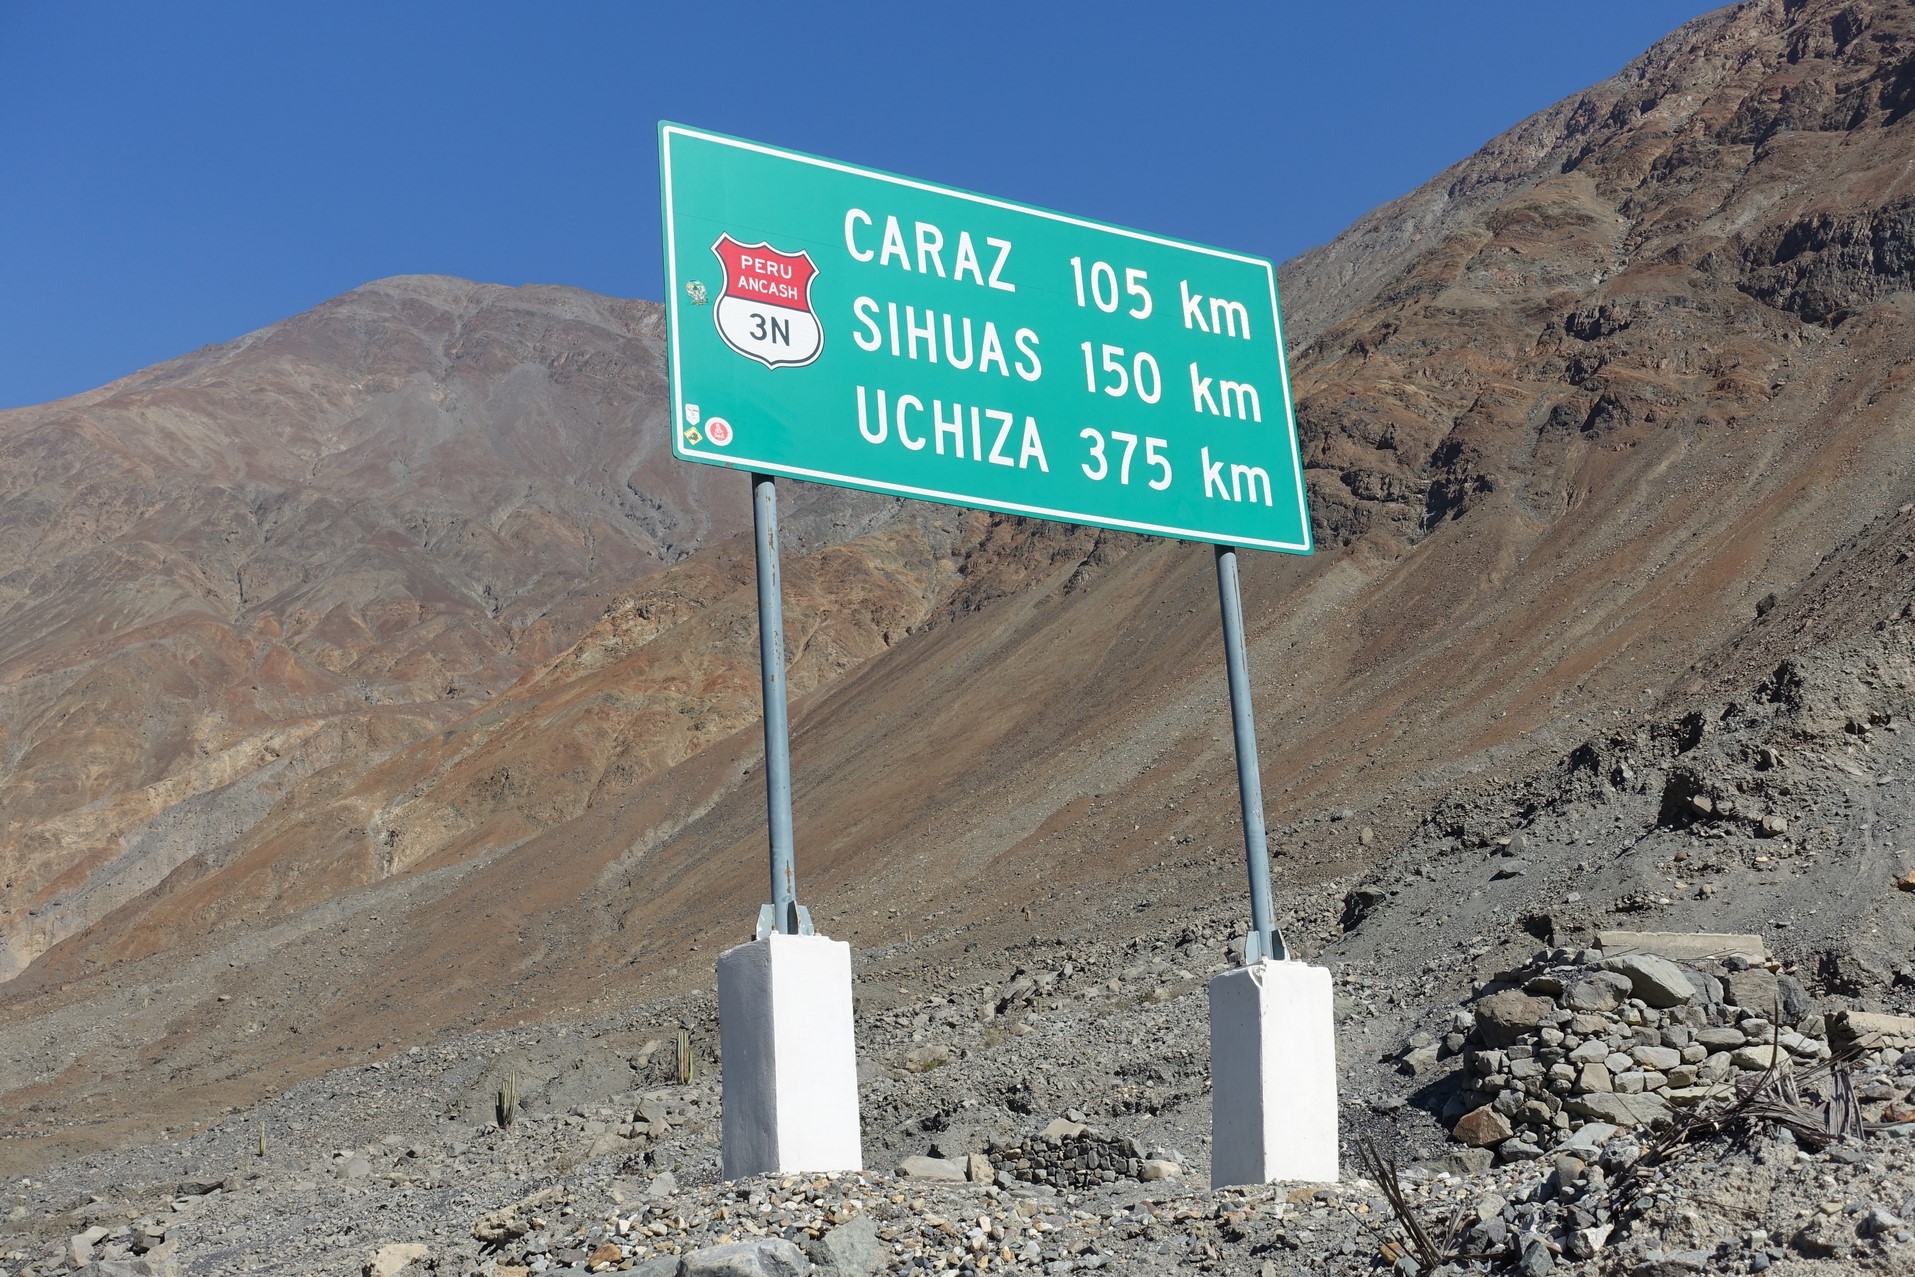 PERU
ANCASH
3N
CARAZ 105 km
SIHUAS 150 km
UCHIZA 375 km